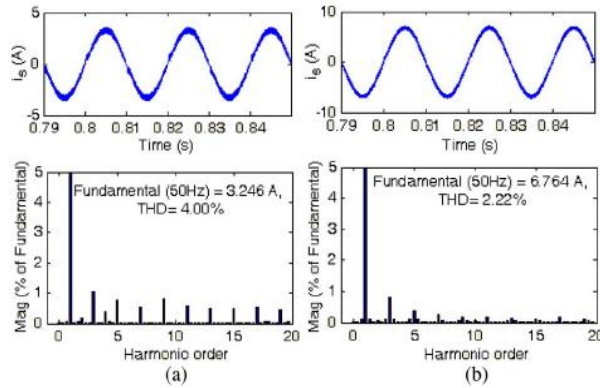 5
0
-5
i_s (A)
0.79 0.8 0.81 0.82 0.83 0.84
Time (s)
10
0
-10
i_s (A)
0.79 0.8 0.81 0.82 0.83 0.84
Time (s)
5
4
3
2
1
0
Mag (% of Fundamental)
Fundamental (50Hz) = 3.246 A,
THD= 4.00%
0 5 10 15 20
Harmonic order
(a)
5
4
3
2
1
0
Mag (% of Fundamental)
Fundamental (50Hz) = 6.764 A,
THD= 2.22%
0 5 10 15 20
Harmonic order
(b)